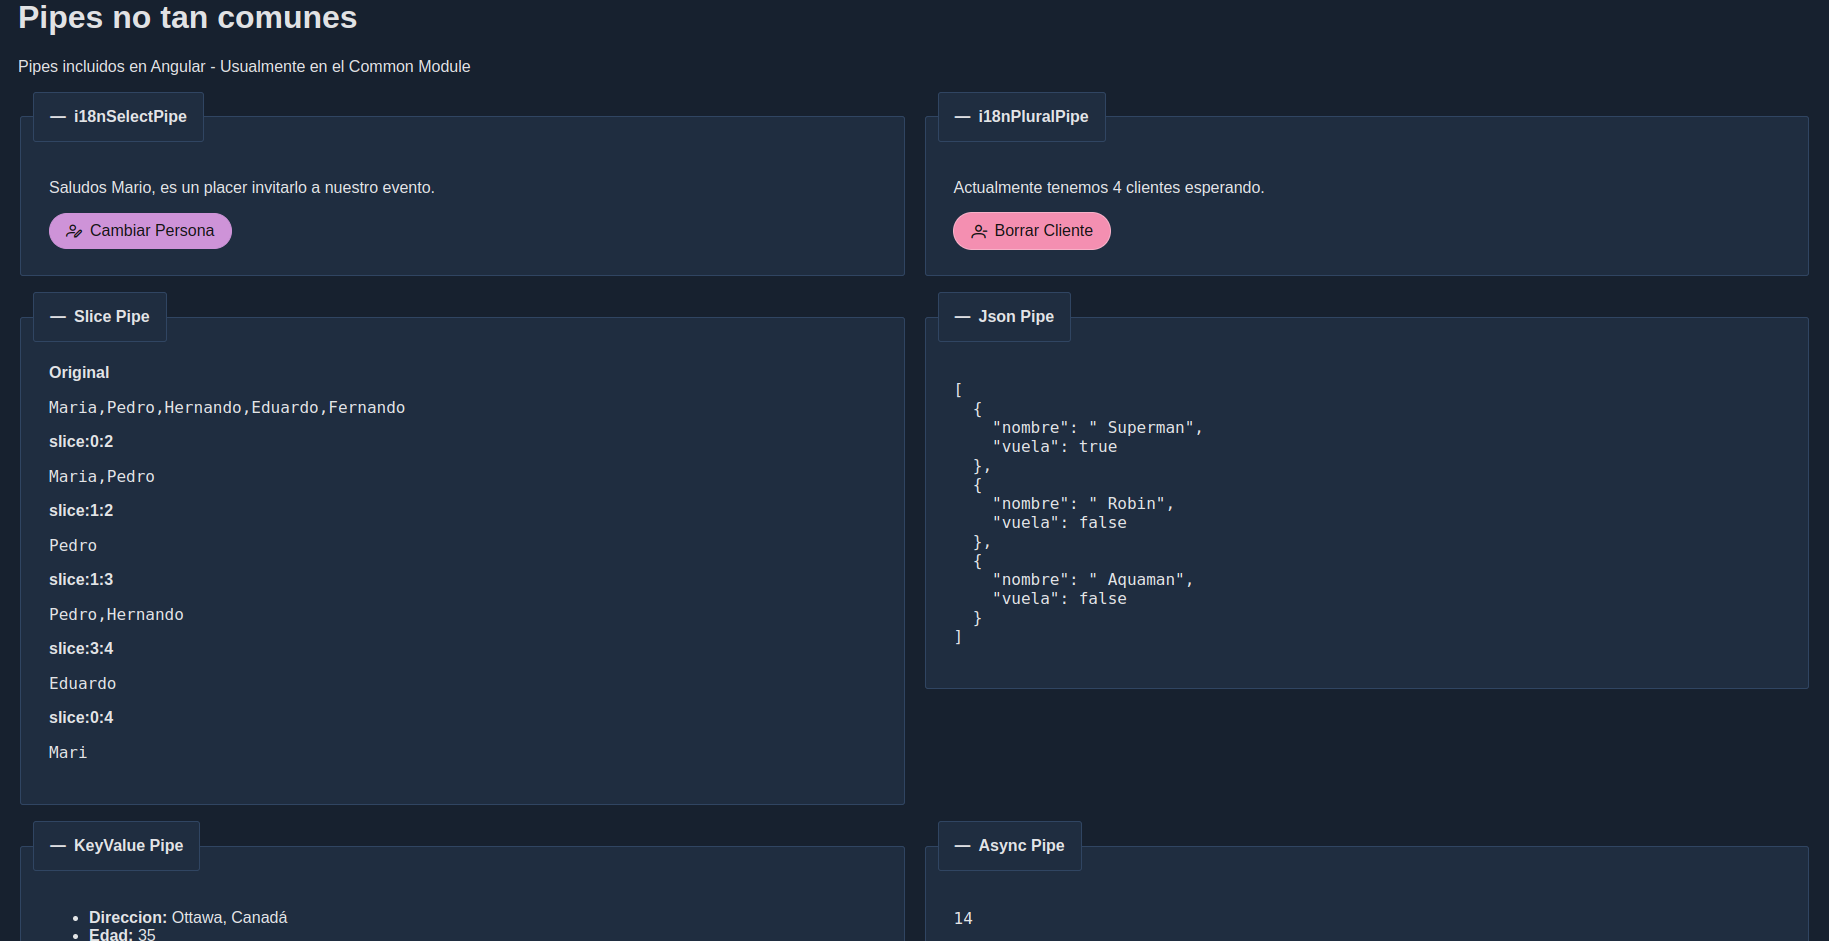 Pipes no tan comunes
Pipes incluidos en Angular - Usualmente en el Common Module
— i18nSelectPipe
Saludos Mario, es un placer invitarlo a nuestro evento.
Cambiar Persona
— i18nPluralPipe
Actualmente tenemos 4 clientes esperando.
Borrar Cliente
— Slice Pipe
Original
Maria,Pedro,Hernando,Eduardo,Fernando
slice:0:2
Maria,Pedro
slice:1:2
Pedro
slice:1:3
Pedro,Hernando
slice:3:4
Eduardo
slice:0:4
Mari
— Json Pipe
[
  {
    "nombre": " Superman",
    "vuela": true
  },
  {
    "nombre": " Robin",
    "vuela": false
  },
  {
    "nombre": " Aquaman",
    "vuela": false
  }
]
— KeyValue Pipe
• Direccion: Ottawa, Canadá
• Edad: 35
— Async Pipe
14